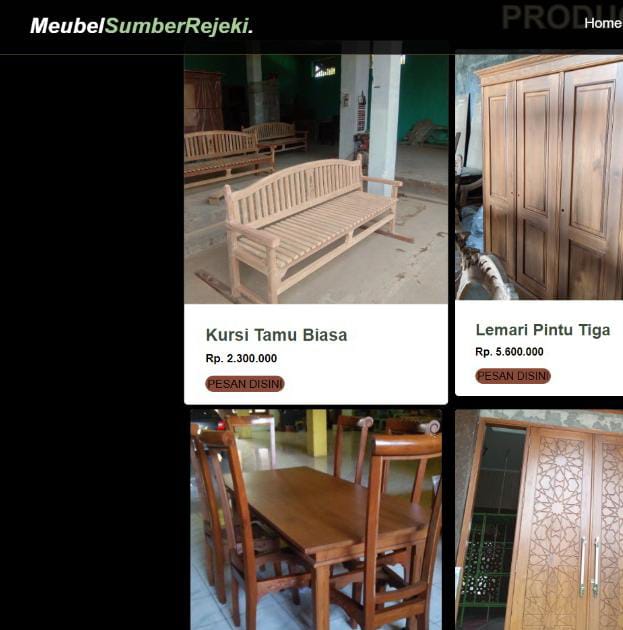 MeubelSumberRejeki.
PRODU
Home
Kursi Tamu Biasa
Rp. 2.300.000
PESAN DISINI
Lemari Pintu Tiga
Rp. 5.600.000
PESAN DISINI